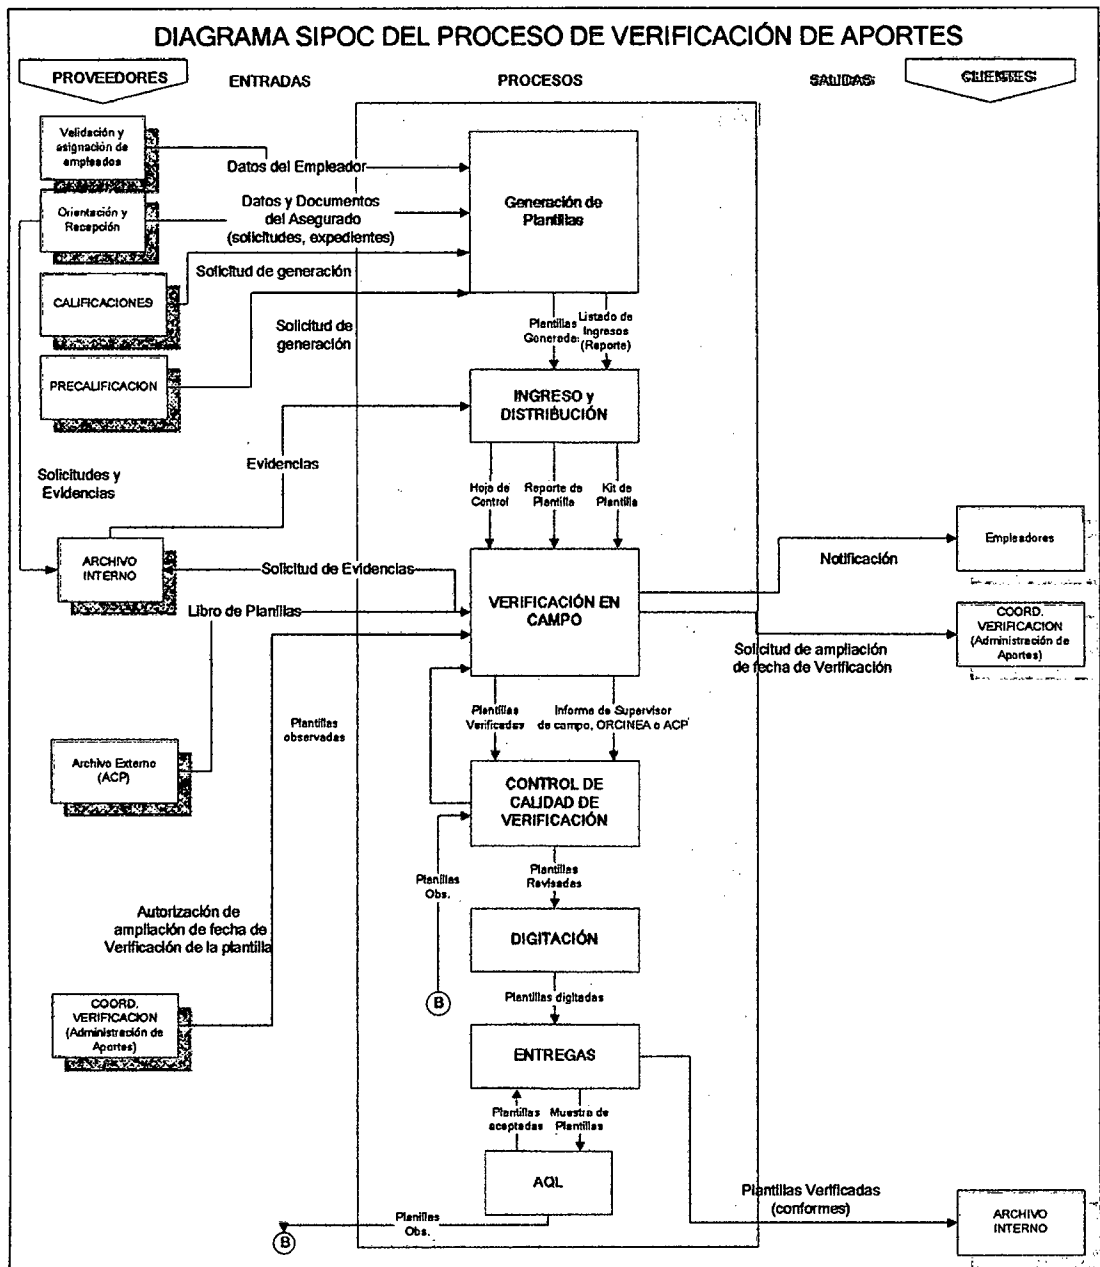 DIAGRAMA SIPOC DEL PROCESO DE VERIFICACIÓN DE APORTES
PROVEEDORES
ENTRADAS
PROCESOS
SALIDAS
CLIENTES
Validación y
asignación de
empleados
Datos del Empleador
Orientación y
Recepción
Datos y Documentos
del Asegurado
(solicitudes, expedientes)
Generación de
Plantillas
Solicitud de generación
CALIFICACIONES
Solicitud de
generación
PRECALIFICACION
Plantillas
Generada:
Listado de
Ingresos
(Reporte)
INGRESO y
DISTRIBUCIÓN
Evidencias
Solicitudes y
Evidencias
Hoja de
Control
Reporte de
Plantilla
Kit de
Plantilla
ARCHIVO
INTERNO
Solicitud de Evidencias
Libro de Planillas
VERIFICACIÓN EN
CAMPO
Notificación
Empleadores
Solicitud de ampliación
de fecha de Verificación
COORD.
VERIFICACION
(Administración de
Aportes)
Plantillas
observadas
Plantillas
Verificadas
Informe de Supervisor
de campo, ORCINEA o ACP
Archivo Externo
(ACP)
CONTROL DE
CALIDAD DE
VERIFICACIÓN
Planillas
Obs.
Plantillas
Revisadas
Autorización de
ampliación de fecha de
Verificación de la plantilla
DIGITACIÓN
B
Plantillas digitadas
COORD.
VERIFICACION
(Administración de
Aportes)
ENTREGAS
Plantillas
aceptadas
Muestra de
Plantillas
AQL
Plantillas Verificadas
(conformes)
ARCHIVO
INTERNO
Planillas
Obs.
B